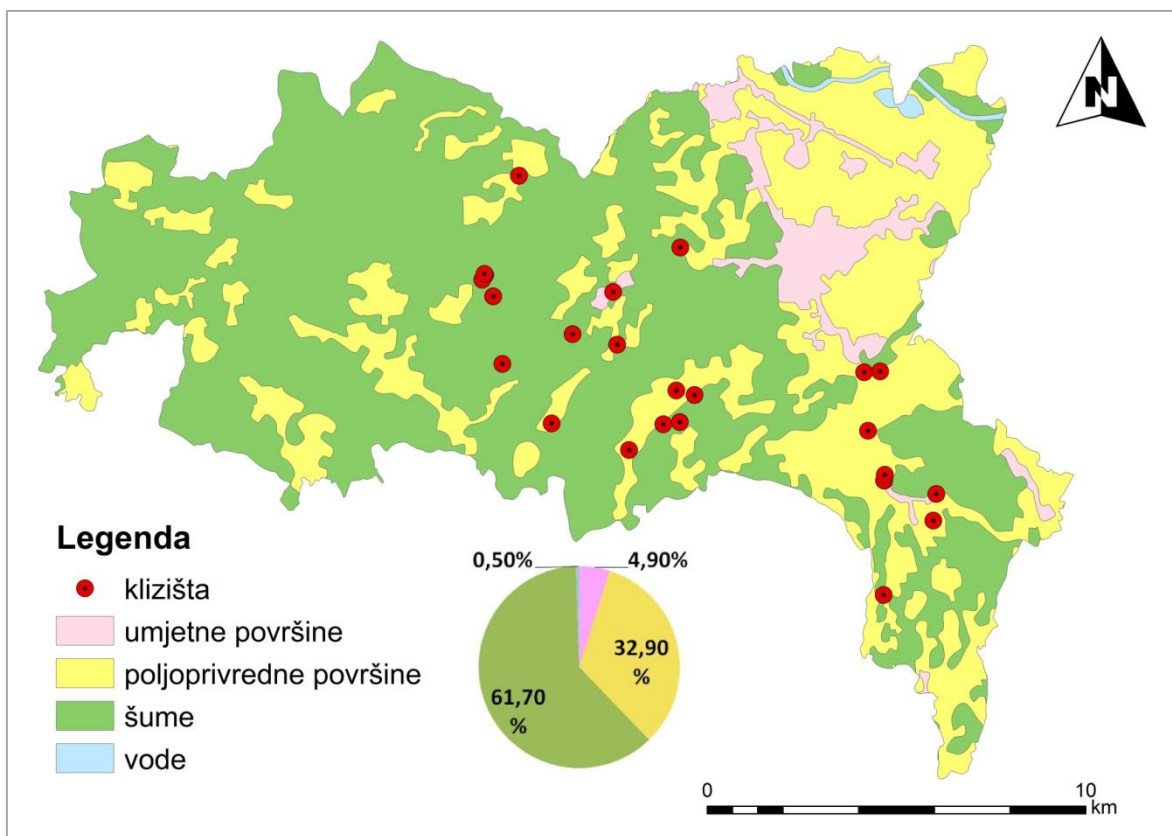 N
Legenda
klizišta
umjetne površine
poljoprivredne površine
šume
vode
0,50%
4,90%
32,90
%
61,70
%
0
10
km